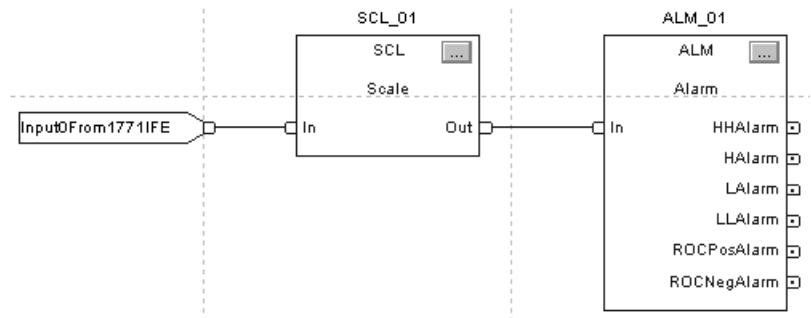 SCL_01
SCL
...
Scale
Input0From1771IFE
In
Out
ALM_01
ALM
...
Alarm
In
HHAlarm
HAlarm
LAlarm
LLAlarm
ROCPosAlarm
ROCNegAlarm